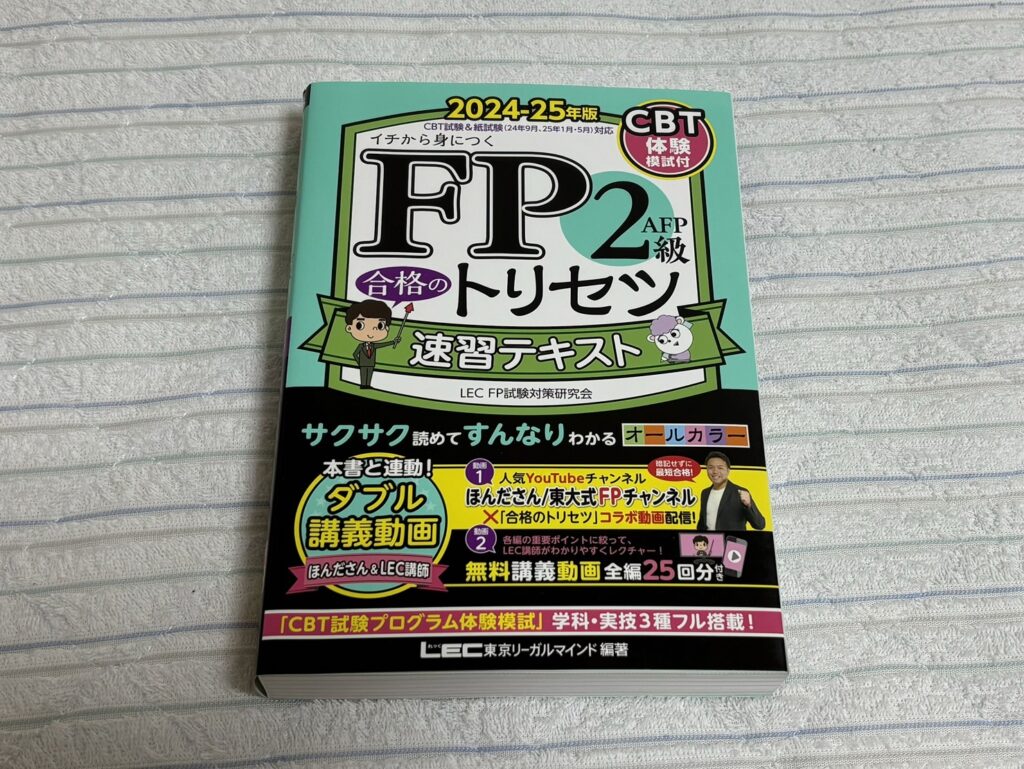 2024-25年版
CBT試験&紙試験(24年9月、25年1月・5月)対応
CBT
体験
模試付
イチから身につく
FP2級
AFP
合格の
トリセツ
速習テキスト
LEC FP試験対策研究会
サクサク読めてすんなりわかる オールカラー
本書と連動!
ダブル
講義動画
ほんださん&LEC講師
動画1
人気YouTubeチャンネル
ほんださん/東大式FPチャンネル
×「合格のトリセツ」コラボ動画配信!
暗記せずに
最短合格!
動画2
各編の重要ポイントに絞って、
LEC講師がわかりやすくレクチャー!
無料講義動画 全編25回分付き
「CBT試験プログラム体験模試」学科・実技3種フル搭載!
LEC東京リーガルマインド 編著